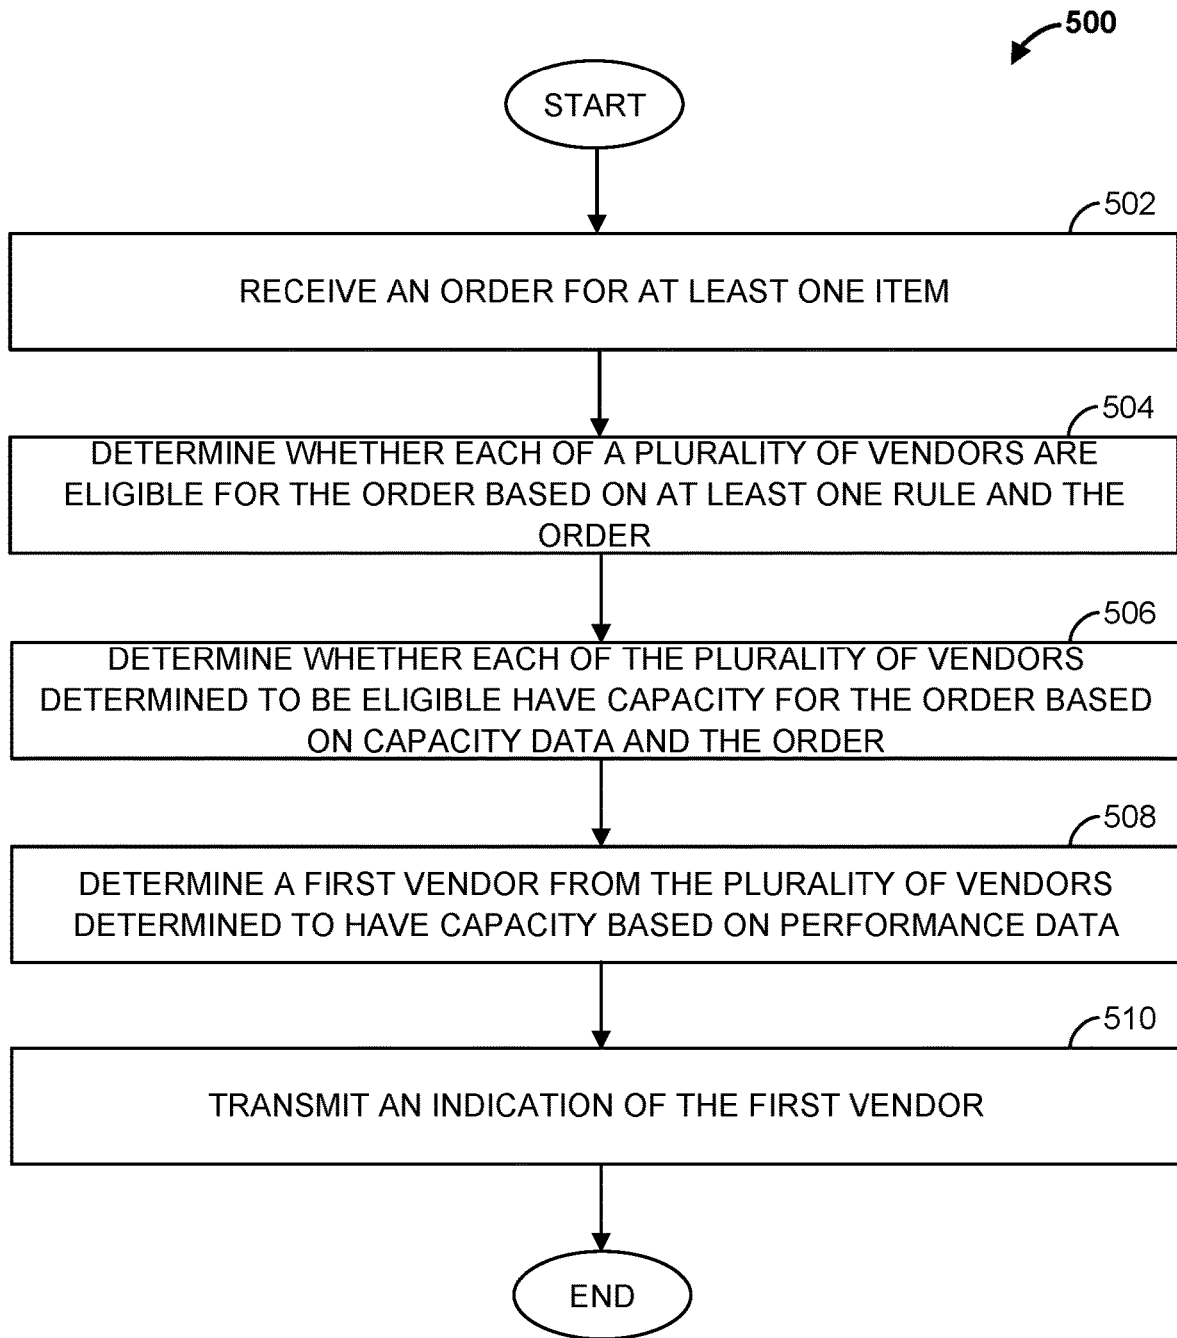 500
START
502
RECEIVE AN ORDER FOR AT LEAST ONE ITEM
504
DETERMINE WHETHER EACH OF A PLURALITY OF VENDORS ARE
ELIGIBLE FOR THE ORDER BASED ON AT LEAST ONE RULE AND THE
ORDER
506
DETERMINE WHETHER EACH OF THE PLURALITY OF VENDORS
DETERMINED TO BE ELIGIBLE HAVE CAPACITY FOR THE ORDER BASED
ON CAPACITY DATA AND THE ORDER
508
DETERMINE A FIRST VENDOR FROM THE PLURALITY OF VENDORS
DETERMINED TO HAVE CAPACITY BASED ON PERFORMANCE DATA
510
TRANSMIT AN INDICATION OF THE FIRST VENDOR
END